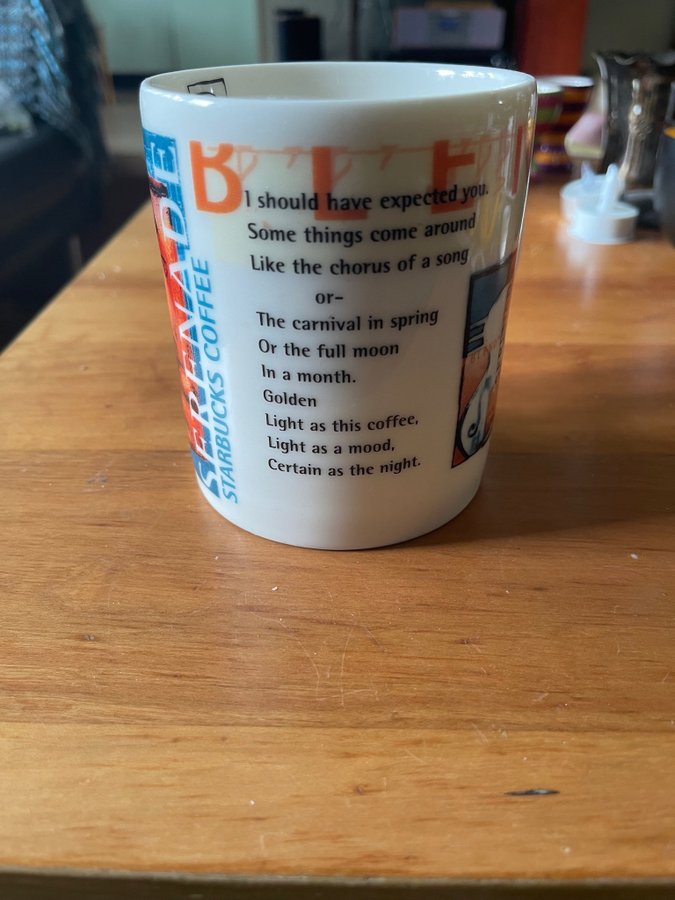 SERENADE
STARBUCKS COFFEE
BLE
I should have expected you.
Some things come around
Like the chorus of a song
or-
The carnival in spring
Or the full moon
In a month.
Golden
Light as this coffee,
Light as a mood,
Certain as the night.